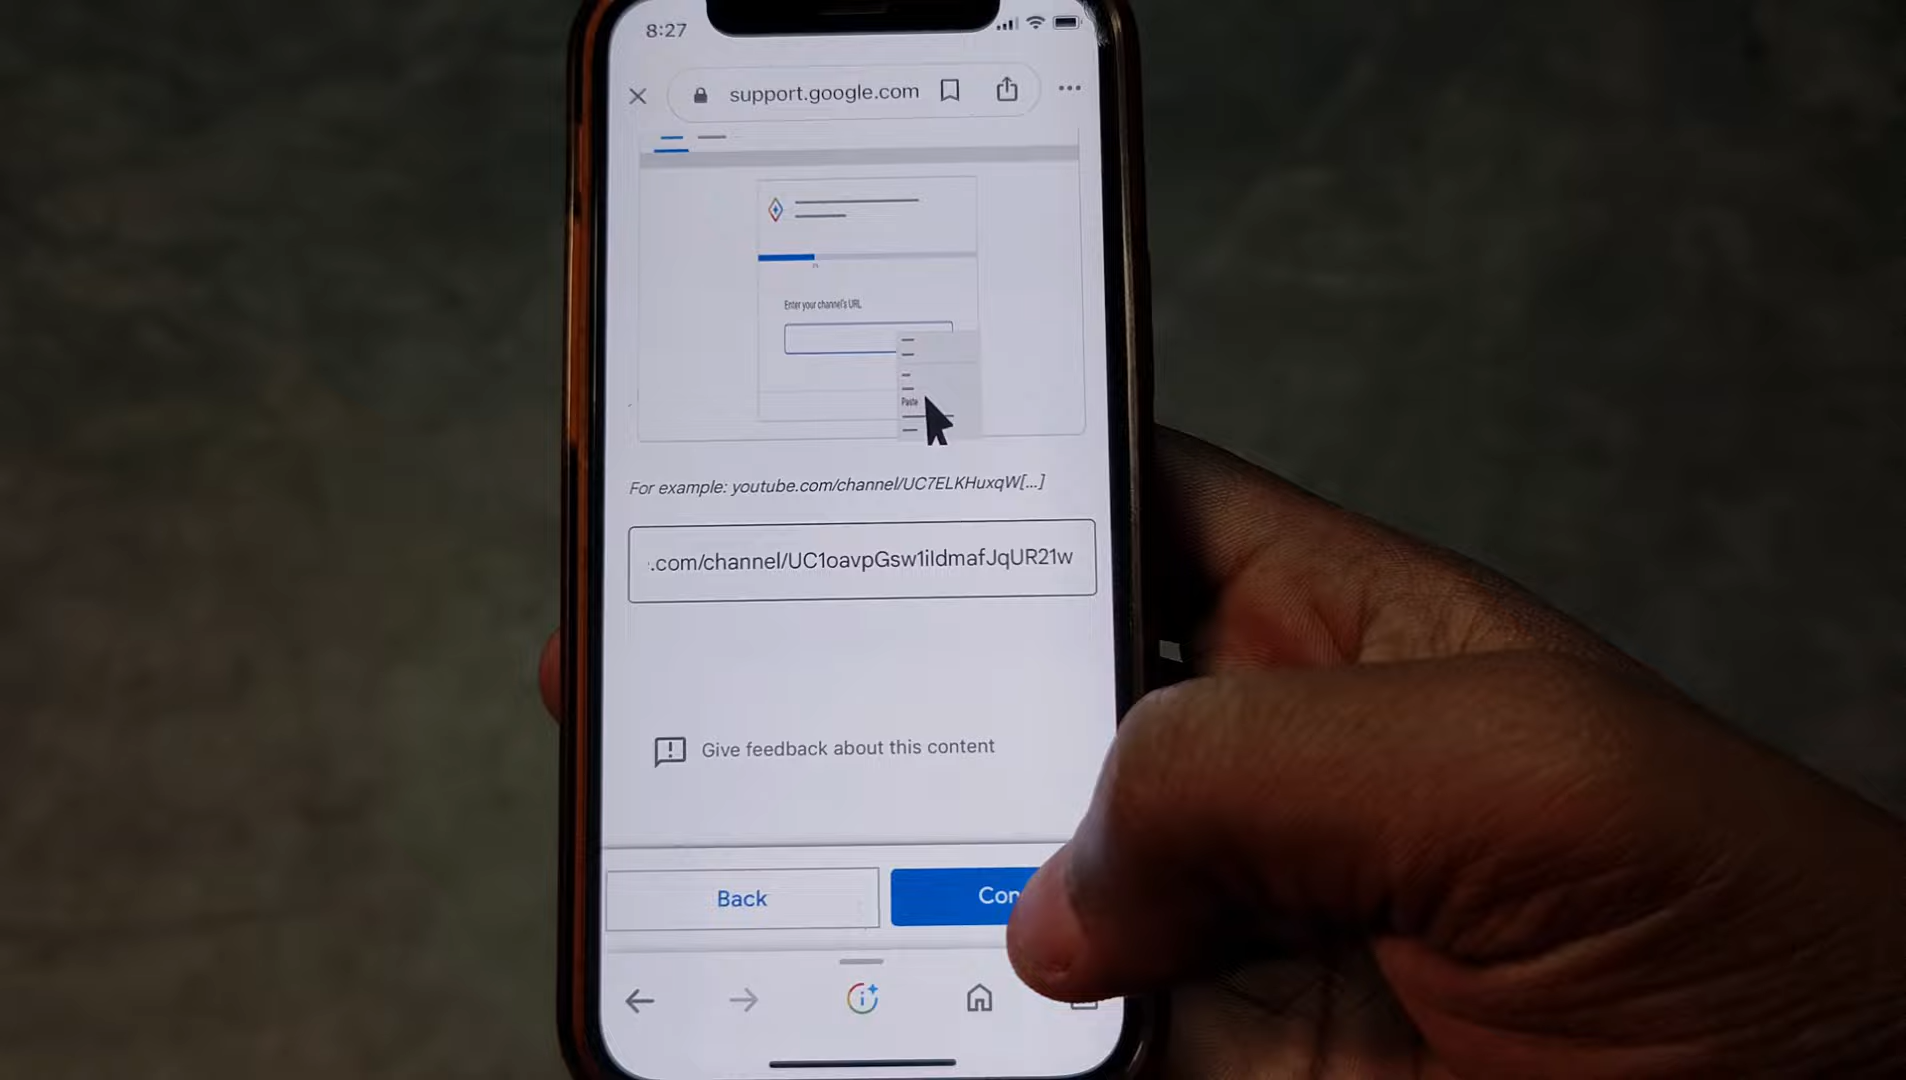 8:27
support.google.com
Enter your channel's URL
Paste
For example: youtube.com/channel/UC7ELKHuxqW[...]
.com/channel/UC1oavpGsw1iIdmafJqUR21w
Give feedback about this content
Back
Con